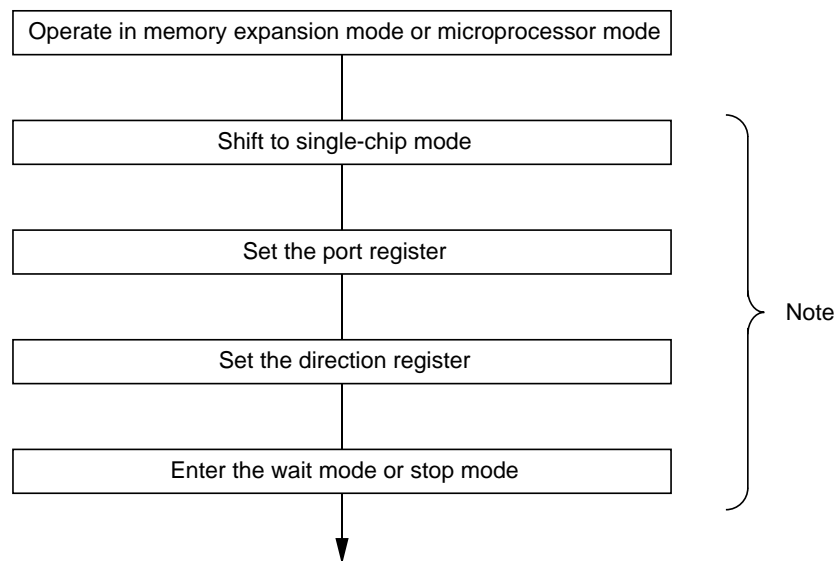 Operate in memory expansion mode or microprocessor mode
Shift to single-chip mode
Set the port register
Note
Set the direction register
Enter the wait mode or stop mode